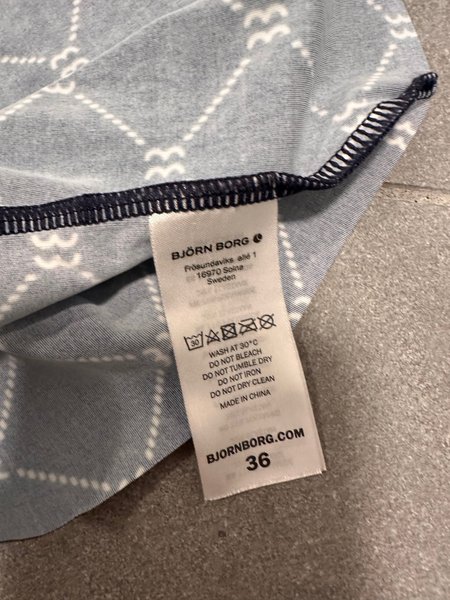 BJÖRN BORG
Frösundaviks allé 1
16970 Solna
Sweden
30
WASH AT 30°C
DO NOT BLEACH
DO NOT TUMBLE DRY
DO NOT IRON
DO NOT DRY CLEAN
MADE IN CHINA
BJORNBORG.COM
36